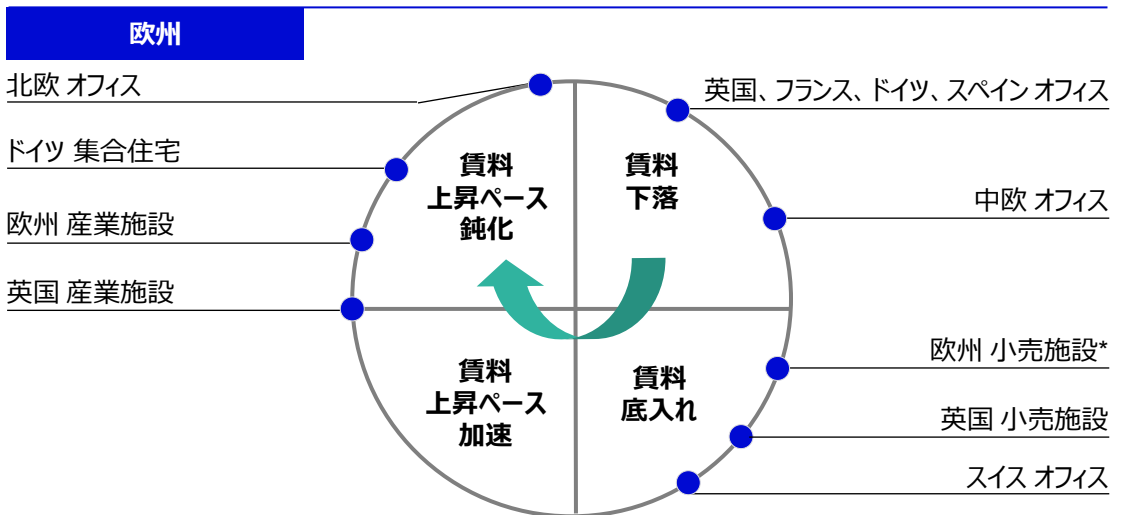 欧州
北欧 オフィス
ドイツ 集合住宅
欧州 産業施設
英国 産業施設
賃料
上昇ペース
鈍化
賃料
下落
賃料
上昇ペース
加速
賃料
底入れ
英国、フランス、ドイツ、スペイン オフィス
中欧 オフィス
欧州 小売施設*
英国 小売施設
スイス オフィス